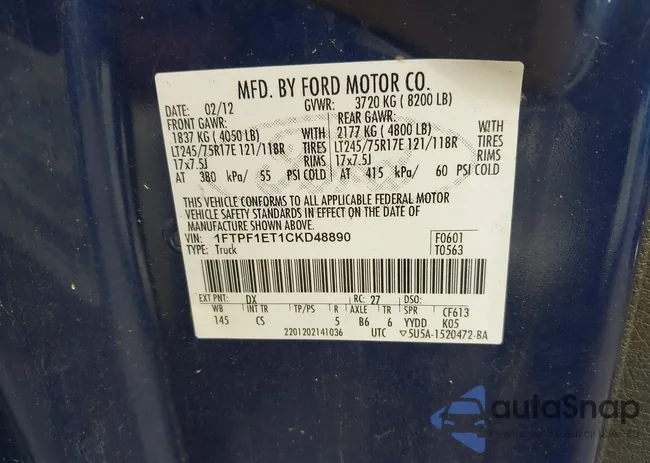 MFD. BY FORD MOTOR CO.
DATE: 02/12 GVWR: 3720 KG ( 8200 LB)
FRONT GAWR: REAR GAWR:
1837 KG ( 4050 LB) WITH 2177 KG ( 4800 LB) WITH
LT245/75R17E 121/118R TIRES LT245/75R17E 121/118R TIRES
17x7.5J RIMS 17x7.5J RIMS
AT 380 kPa/ 55 PSI COLD AT 415 kPa/ 60 PSI COLD
THIS VEHICLE CONFORMS TO ALL APPLICABLE FEDERAL MOTOR
VEHICLE SAFETY STANDARDS IN EFFECT ON THE DATE OF
MANUFACTURE SHOWN ABOVE.
VIN: 1FTPF1ET1CKD48890 F0601
TYPE: Truck T0563
EXT PNT: DX RC: 27 DSO:
WB INT TR TP/PS R AXLE TR SPR CF613
145 CS 5 B6 6 YYDD K05
2201202141036 UTC ▽5U5A-1520472-BA
autaSnap